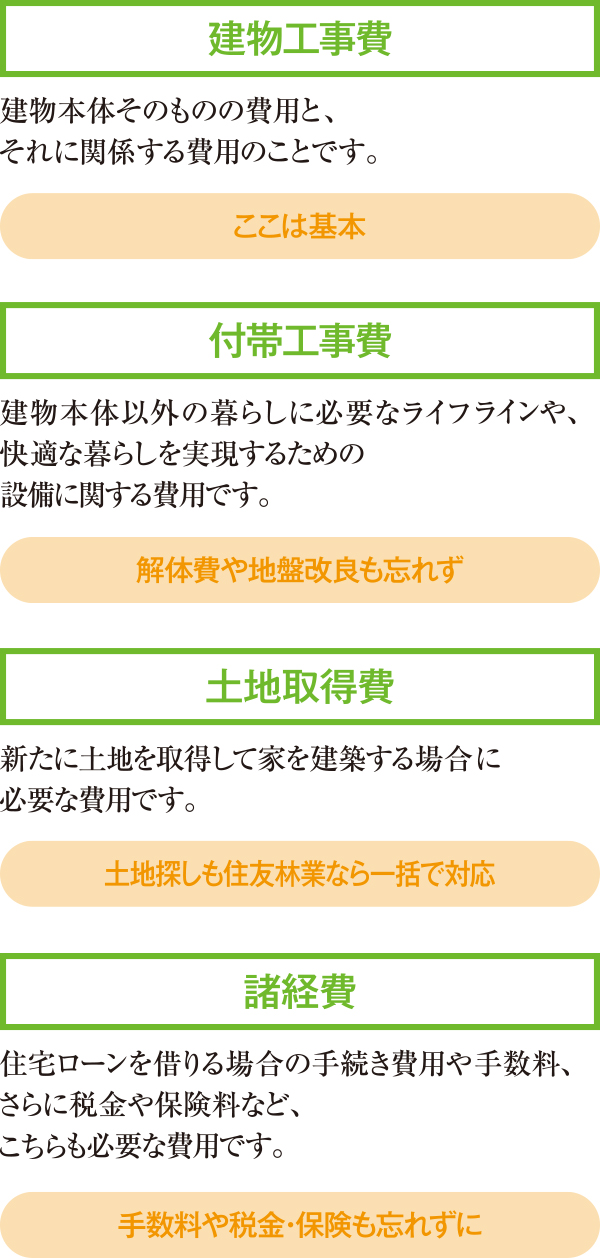 建物工事費
建物本体そのものの費用と、
それに関係する費用のことです。
ここは基本
付帯工事費
建物本体以外の暮らしに必要なライフラインや、
快適な暮らしを実現するための
設備に関する費用です。
解体費や地盤改良も忘れず
土地取得費
新たに土地を取得して家を建築する場合に
必要な費用です。
土地探しも住友林業なら一括で対応
諸経費
住宅ローンを借りる場合の手続き費用や手数料、
さらに税金や保険料など、
こちらも必要な費用です。
手数料や税金・保険も忘れずに